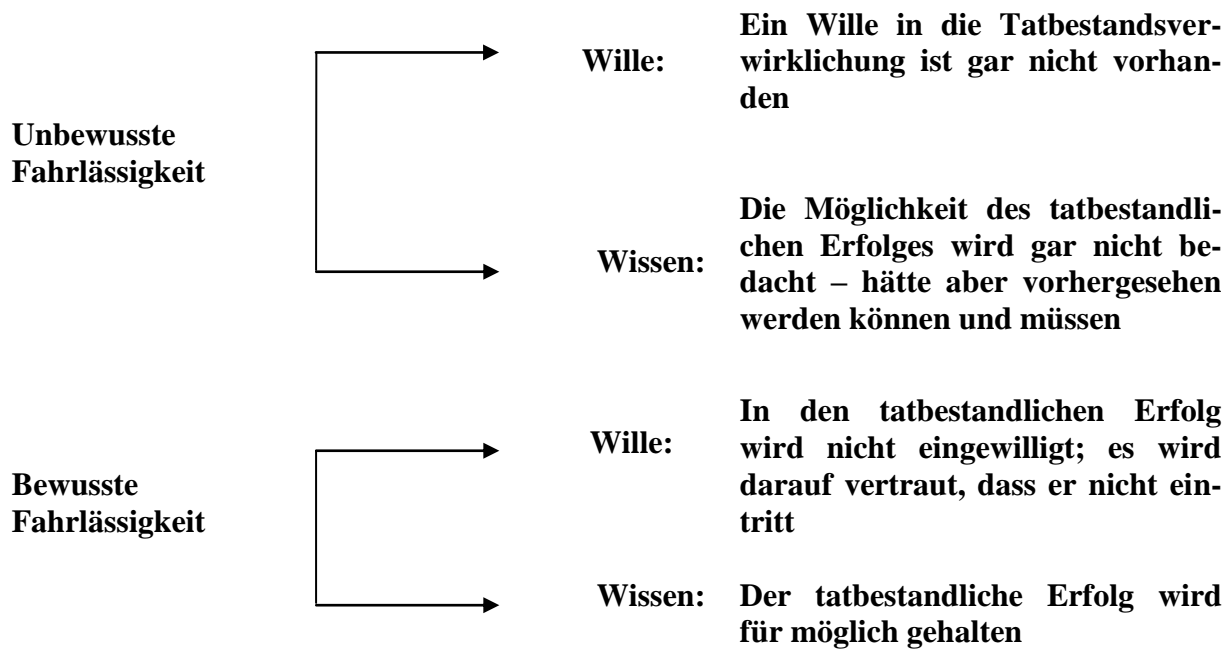 Unbewusste
Fahrlässigkeit
Wille:
Ein Wille in die Tatbestandsver-
wirklichung ist gar nicht vorhan-
den
Wissen:
Die Möglichkeit des tatbestandli-
chen Erfolges wird gar nicht be-
dacht – hätte aber vorhergesehen
werden können und müssen
Bewusste
Fahrlässigkeit
Wille:
In den tatbestandlichen Erfolg
wird nicht eingewilligt; es wird
darauf vertraut, dass er nicht ein-
tritt
Wissen:
Der tatbestandliche Erfolg wird
für möglich gehalten